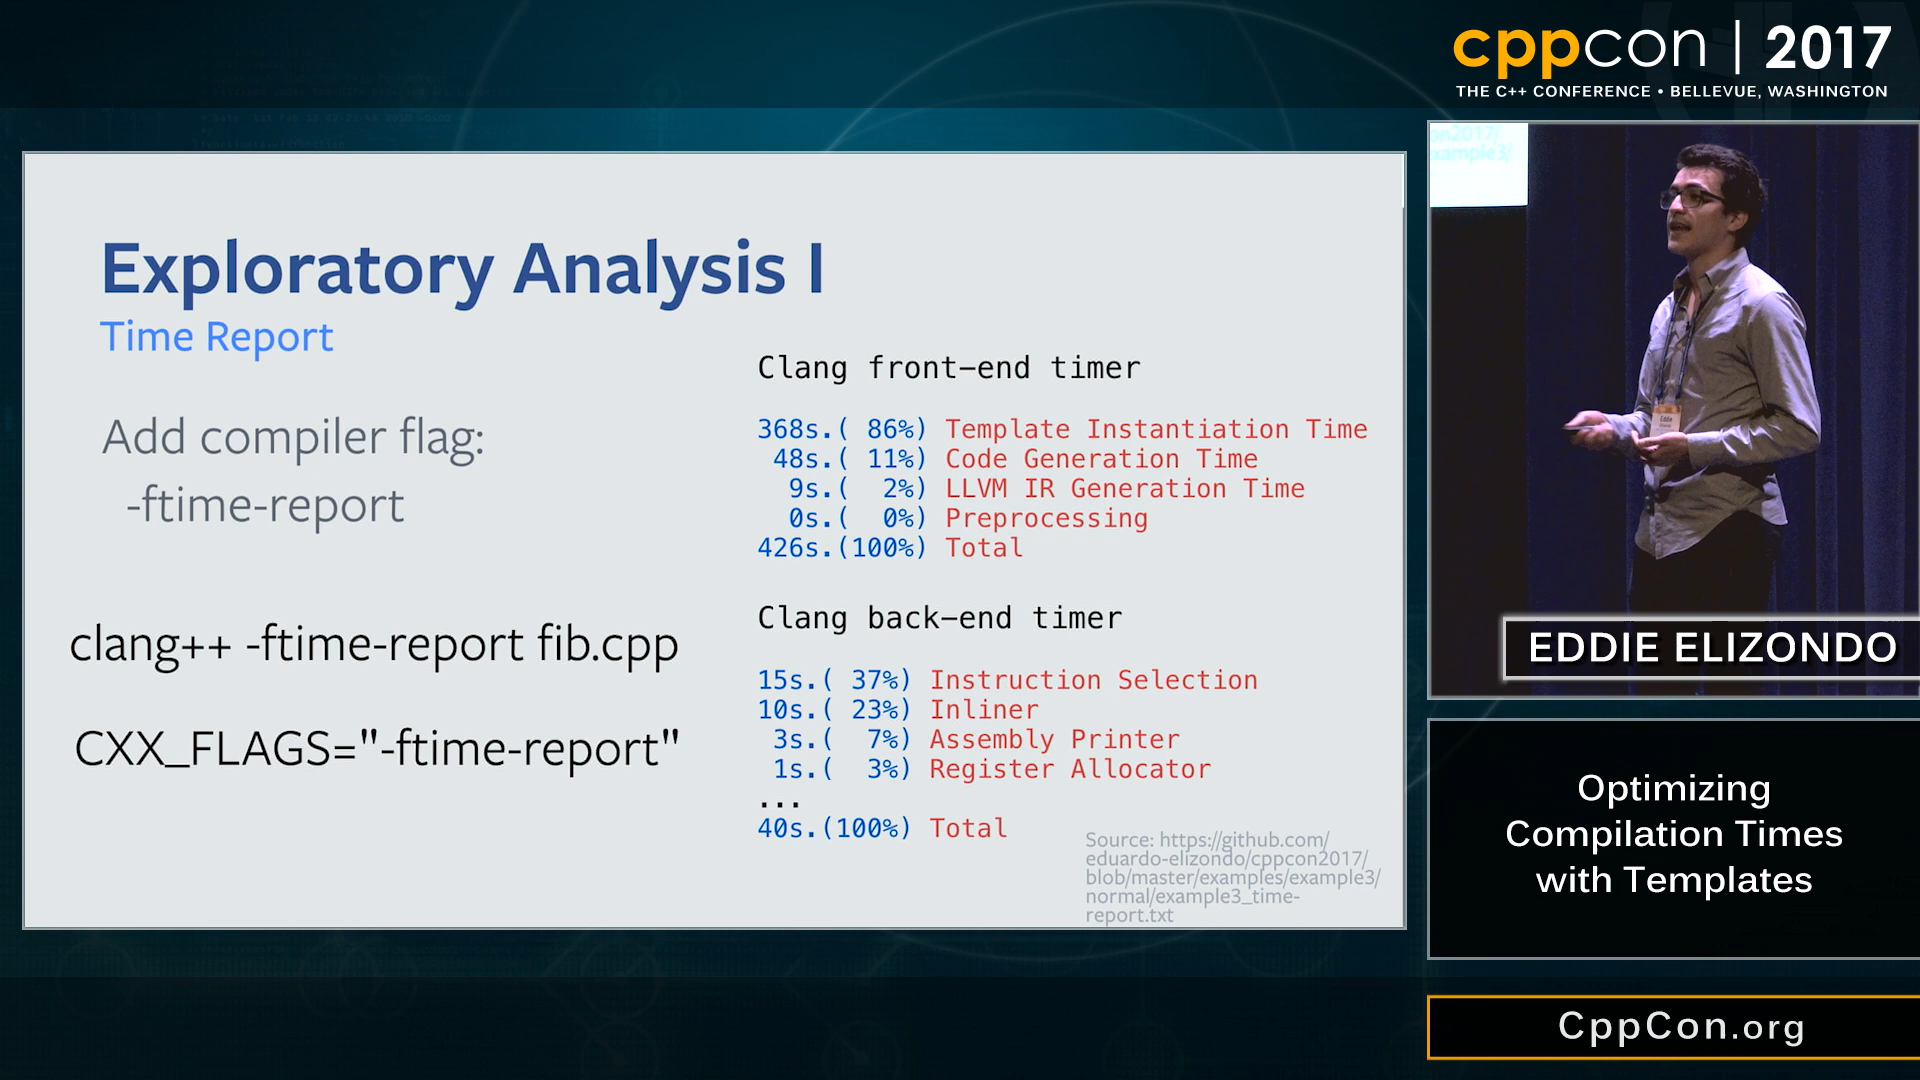 cppcon | 2017
THE C++ CONFERENCE • BELLEVUE, WASHINGTON
Exploratory Analysis I
Time Report
Add compiler flag:
-ftime-report
clang++ -ftime-report fib.cpp
CXX_FLAGS="-ftime-report"
Clang front-end timer
368s.( 86%) Template Instantiation Time
48s.( 11%) Code Generation Time
9s.( 2%) LLVM IR Generation Time
0s.( 0%) Preprocessing
426s.(100%) Total
Clang back-end timer
15s.( 37%) Instruction Selection
10s.( 23%) Inliner
3s.( 7%) Assembly Printer
1s.( 3%) Register Allocator
...
40s.(100%) Total
Source: https://github.com/
eduardo-elizondo/cppcon2017/
blob/master/examples/example3/
normal/example3_time-
report.txt
on2017/
xample3/
Eddie
EDDIE ELIZONDO
Optimizing
Compilation Times
with Templates
CppCon.org